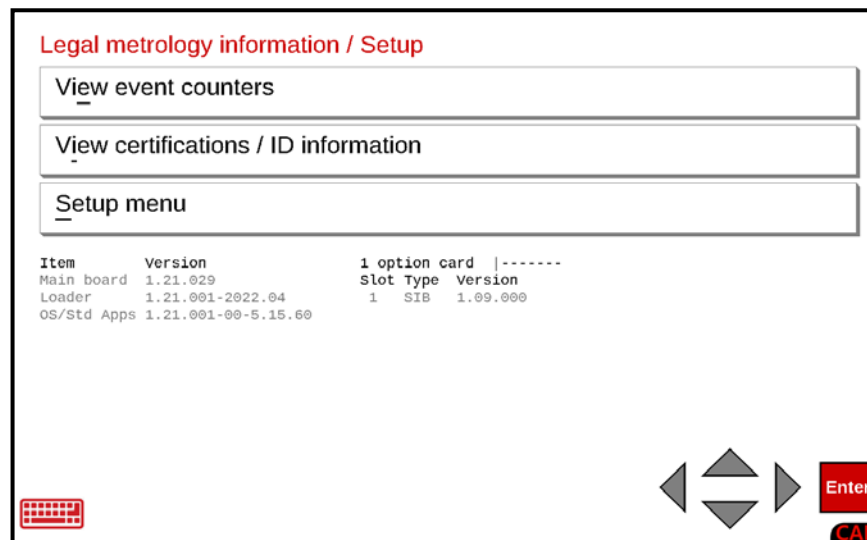 Legal metrology information / Setup
View event counters
View certifications / ID information
Setup menu
Item Version
Main board 1.21.029
Loader 1.21.001-2022.04
OS/Std Apps 1.21.001-00-5.15.60
1 option card |-------
Slot Type Version
1 SIB 1.09.000
Enter